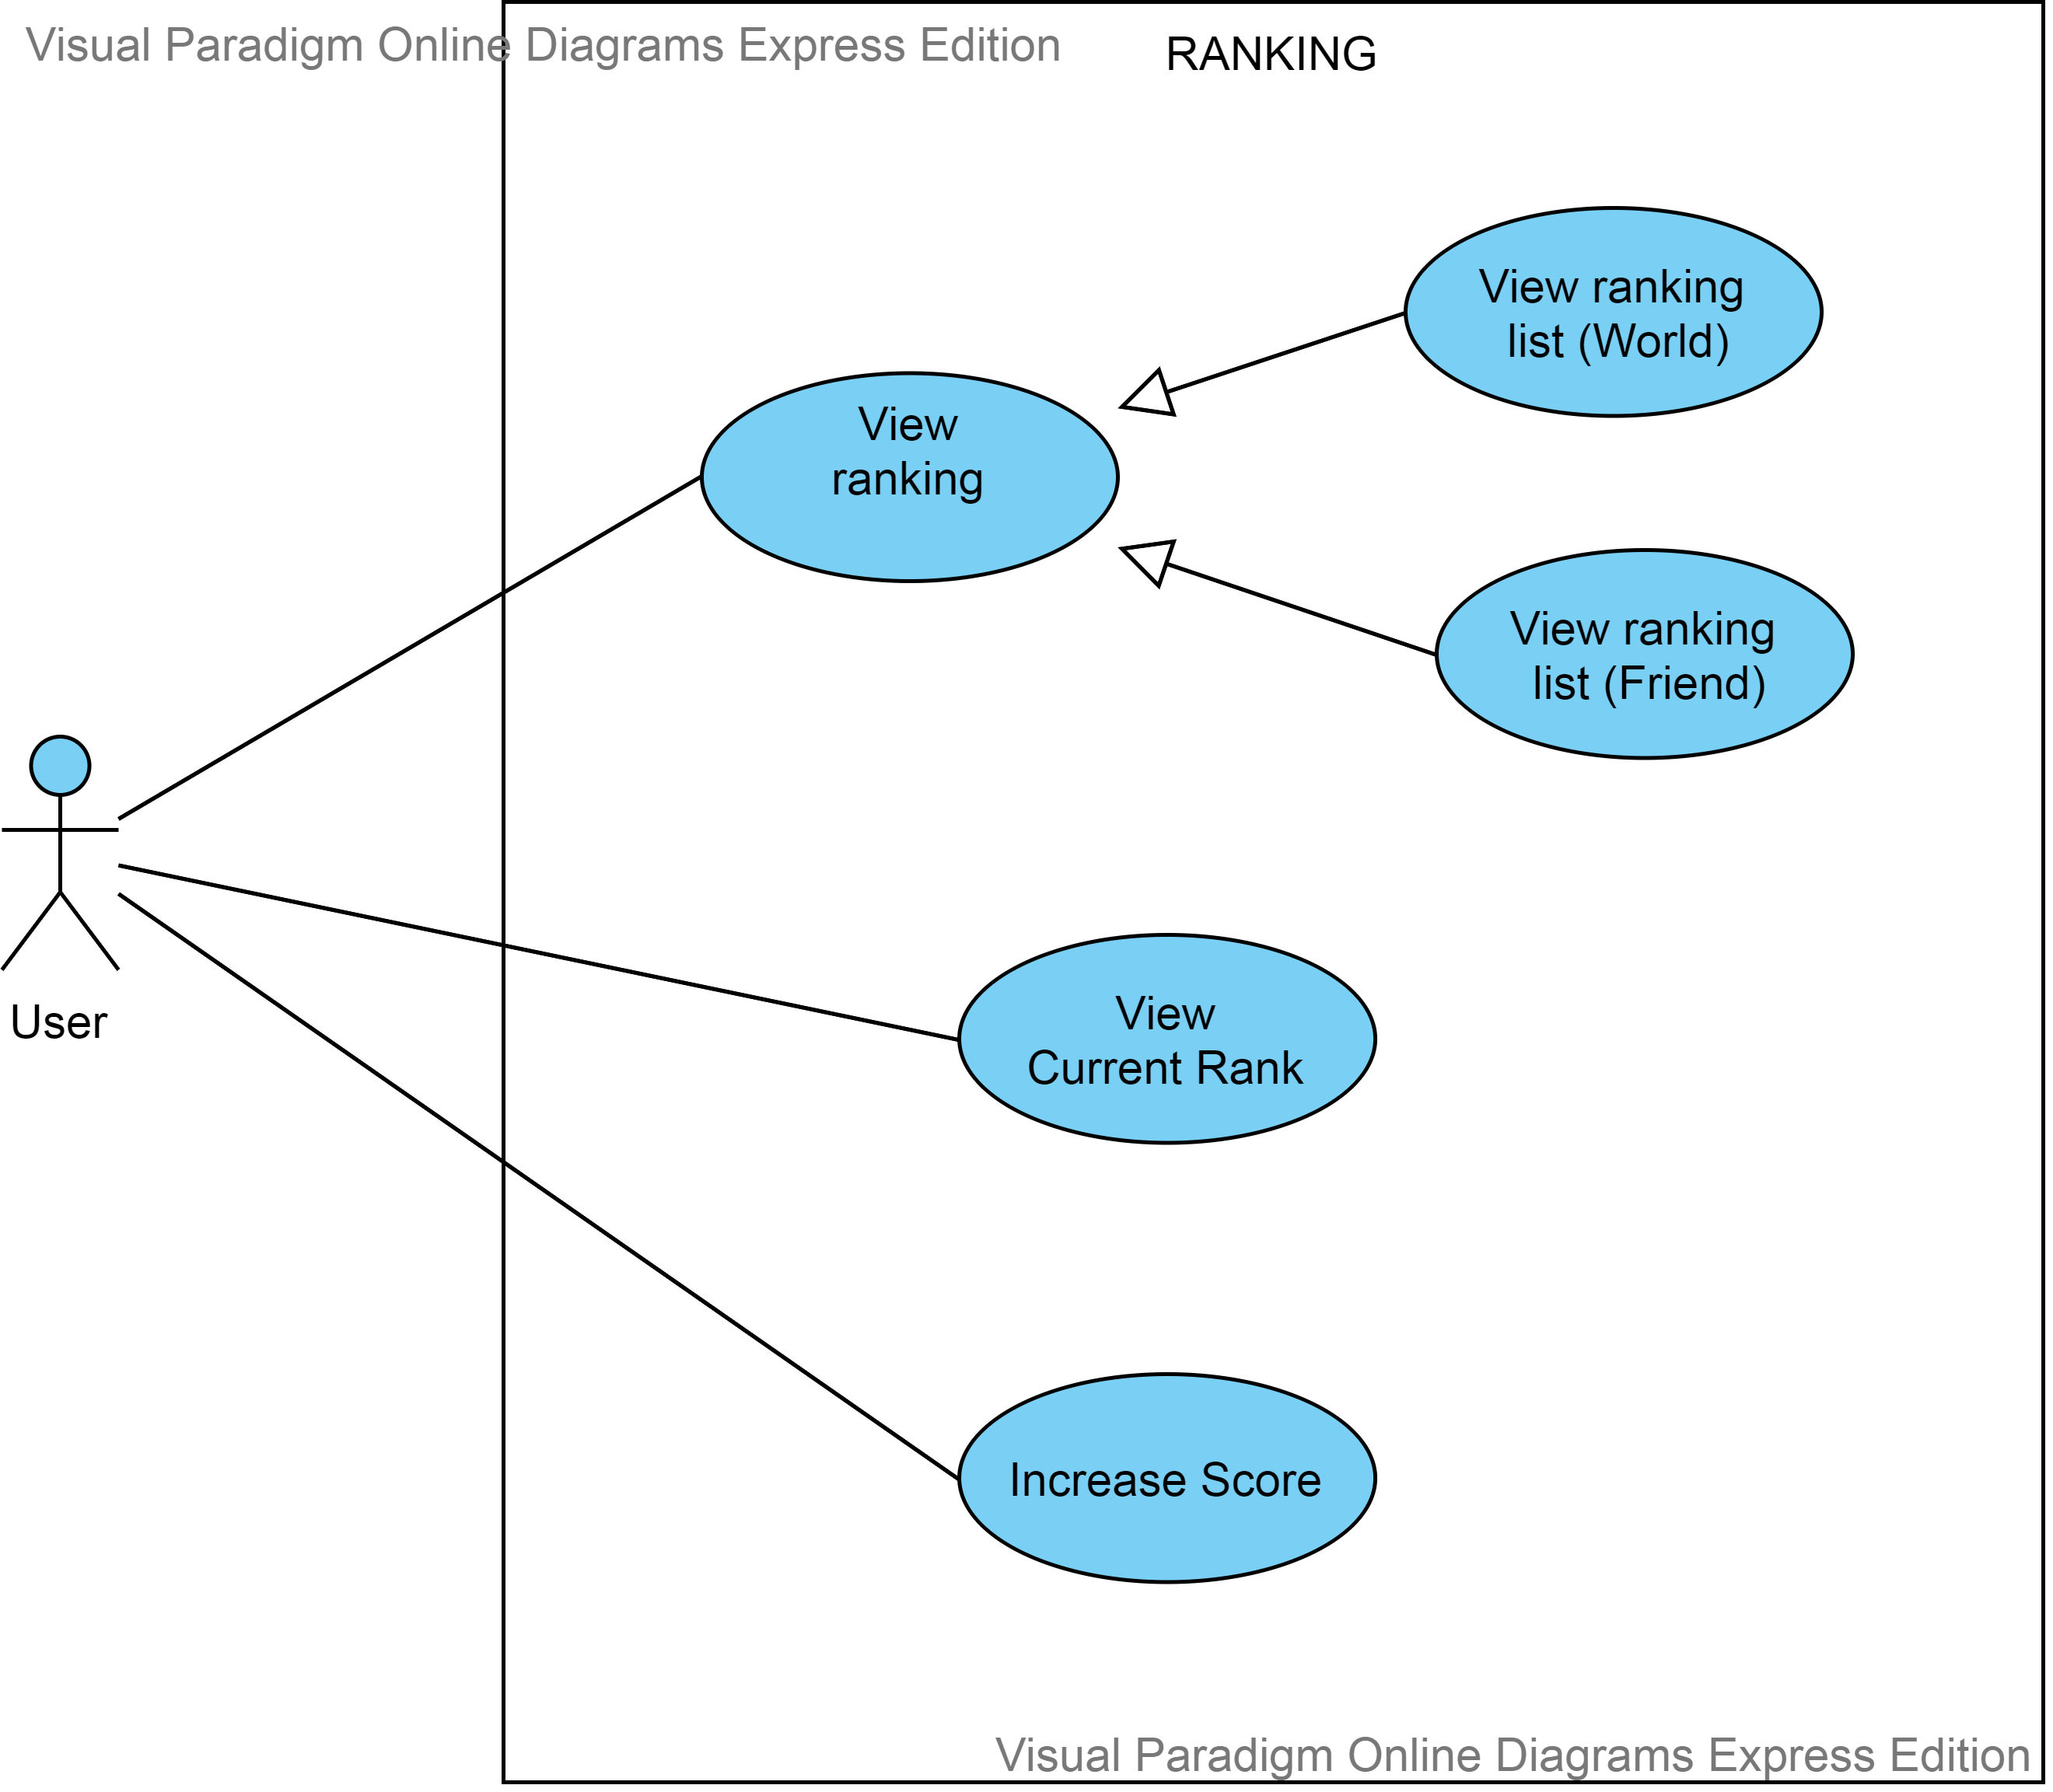 Visual Paradigm Online Diagrams Express Edition
RANKING
View ranking
list (World)
View
ranking
View ranking
list (Friend)
User
View
Current Rank
Increase Score
Visual Paradigm Online Diagrams Express Edition